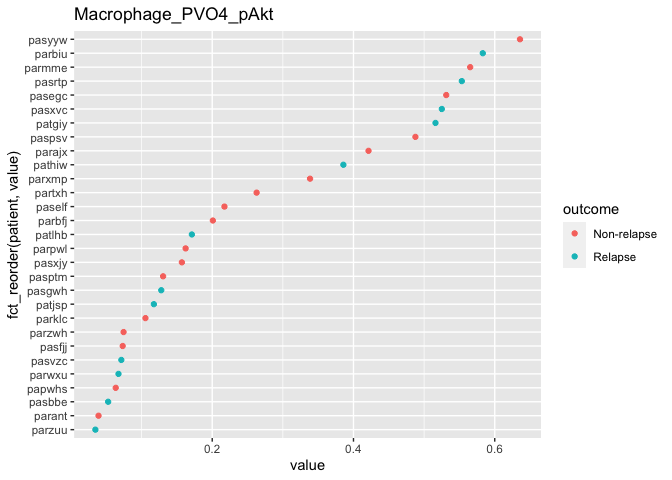 Macrophage_PVO4_pAkt
fct_reorder(patient, value)
pasyyw
parbiu
parmme
pasrtp
pasegc
pasxvc
patgiy
paspsv
parajx
pathiw
parxmp
partxh
paself
parbfj
patlhb
parpwl
pasxjy
pasptm
pasgwh
patjsp
parklc
parzwh
pasfjj
pasvzc
parwxu
papwhs
pasbbe
parant
parzuu
0.2 0.4 0.6
value
outcome
Non-relapse
Relapse